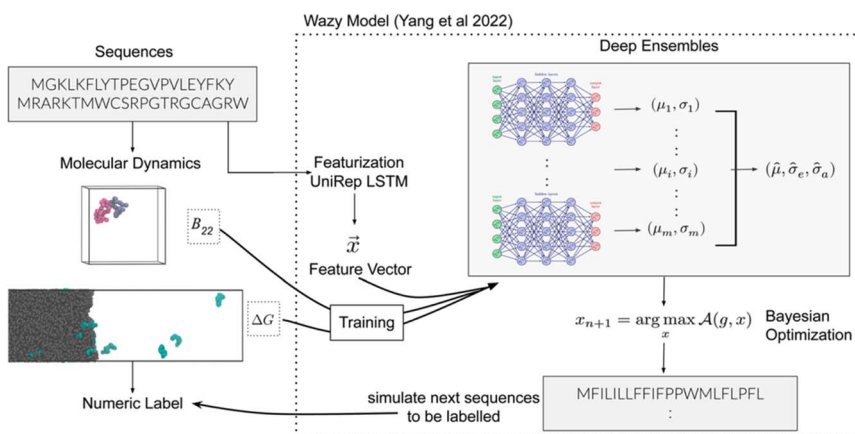 Wazy Model (Yang et al 2022)
Sequences
MGKLKFLYTPEGVPVLEYFKY
MRARKTMWCSRPGTRGCAGRW
Molecular Dynamics
B₂₂
ΔG
Numeric Label
Featurization
UniRep LSTM
x⃗
Feature Vector
Training
Deep Ensembles
(μ₁, σ₁)
⋮
(μᵢ, σᵢ)
⋮
(μₘ, σₘ)
(μ̂, σ̂ₑ, σ̂ₐ)
xₙ₊₁ = arg max 𝒜(g, x)
x
Bayesian
Optimization
MFILILLFFIFPPWMLFLPFL
:
simulate next sequences
to be labelled